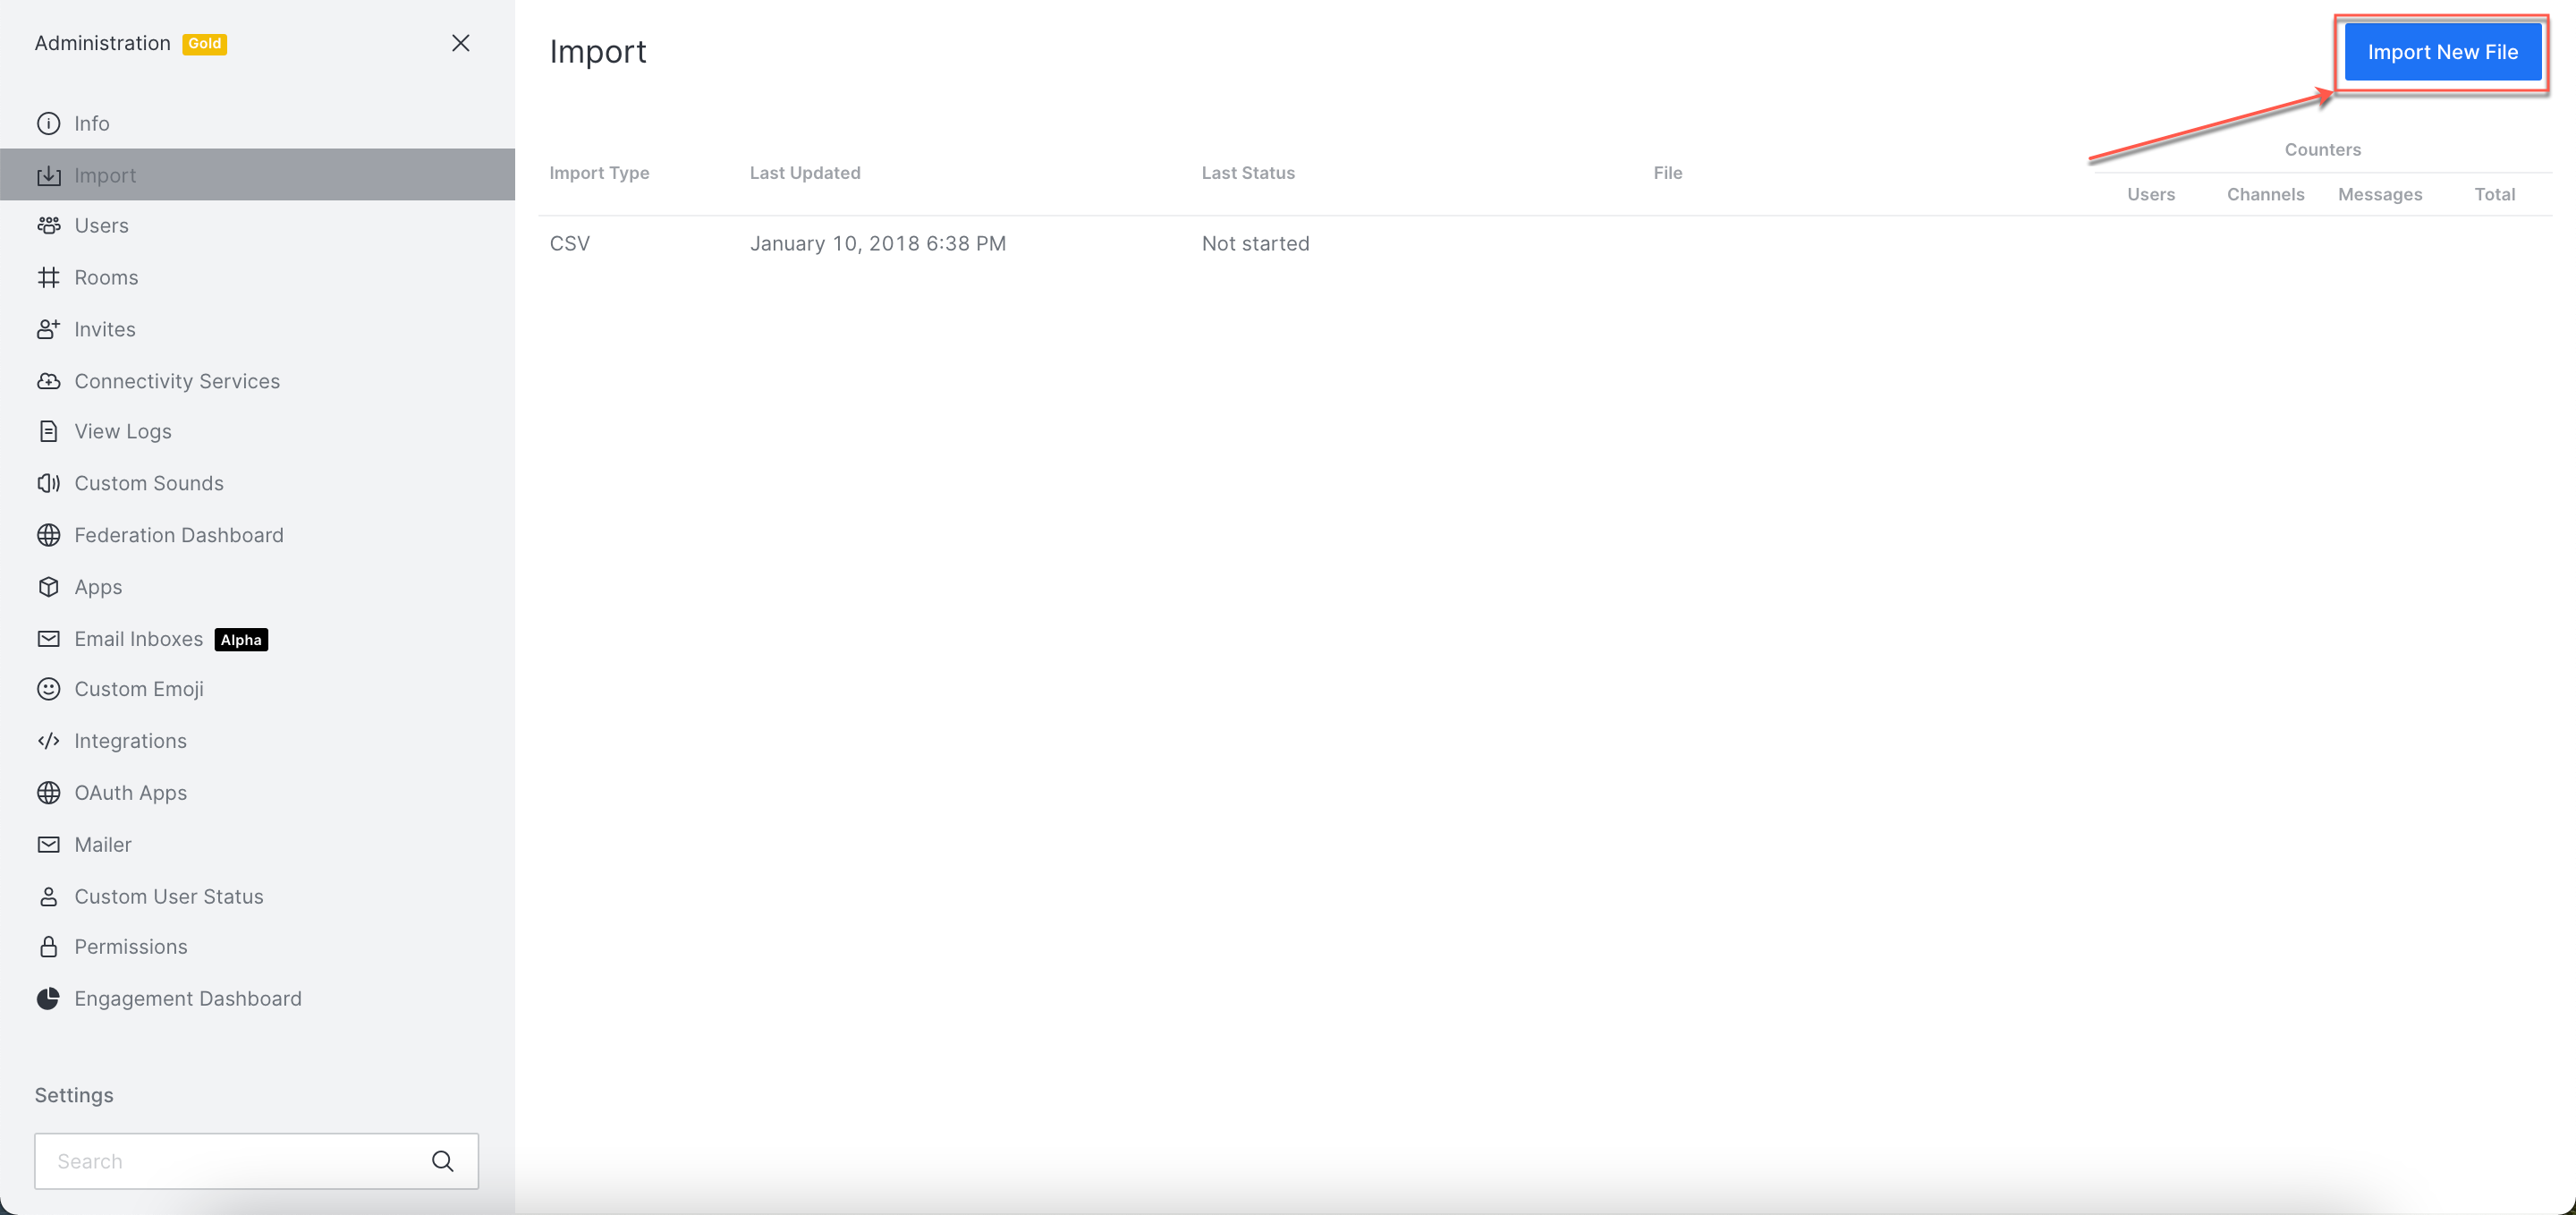 Administration Gold
Info
Import
Users
Rooms
Invites
Connectivity Services
View Logs
Custom Sounds
Federation Dashboard
Apps
Email Inboxes Alpha
Custom Emoji
Integrations
OAuth Apps
Mailer
Custom User Status
Permissions
Engagement Dashboard
Settings
Search
Import
Import New File
Import Type Last Updated Last Status File Counters
Users Channels Messages Total
CSV January 10, 2018 6:38 PM Not started